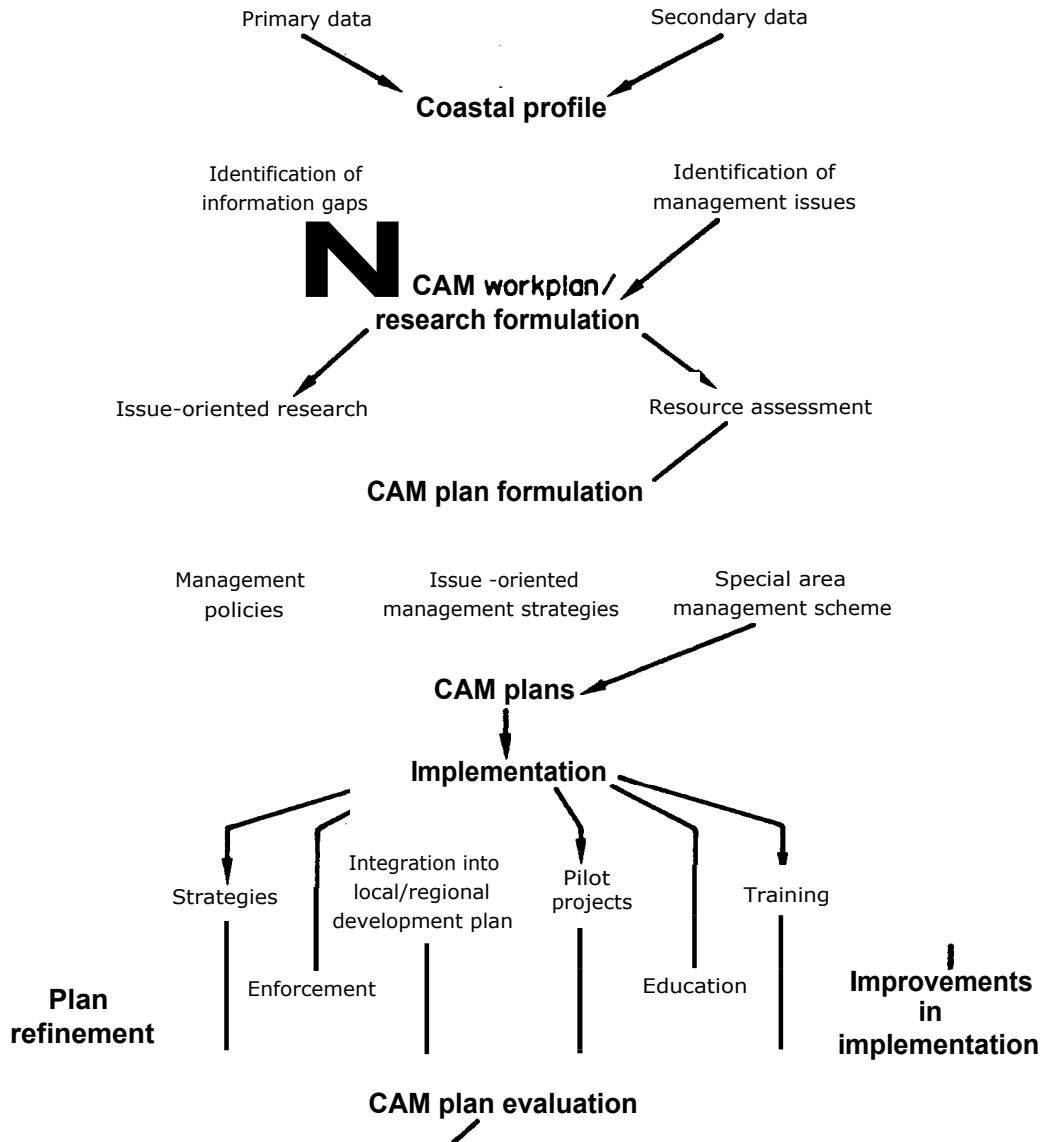 Primary data
Secondary data
Coastal profile
Identification of
information gaps
Identification of
management issues
N
CAM workplan/
research formulation
Issue-oriented research
Resource assessment
CAM plan formulation
Management
policies
Issue -oriented
management strategies
Special area
management scheme
CAM plans
Implementation
Strategies
Enforcement
Integration into
local/regional
development plan
Pilot
projects
Education
Training
Plan
refinement
Improvements
in
implementation
CAM plan evaluation